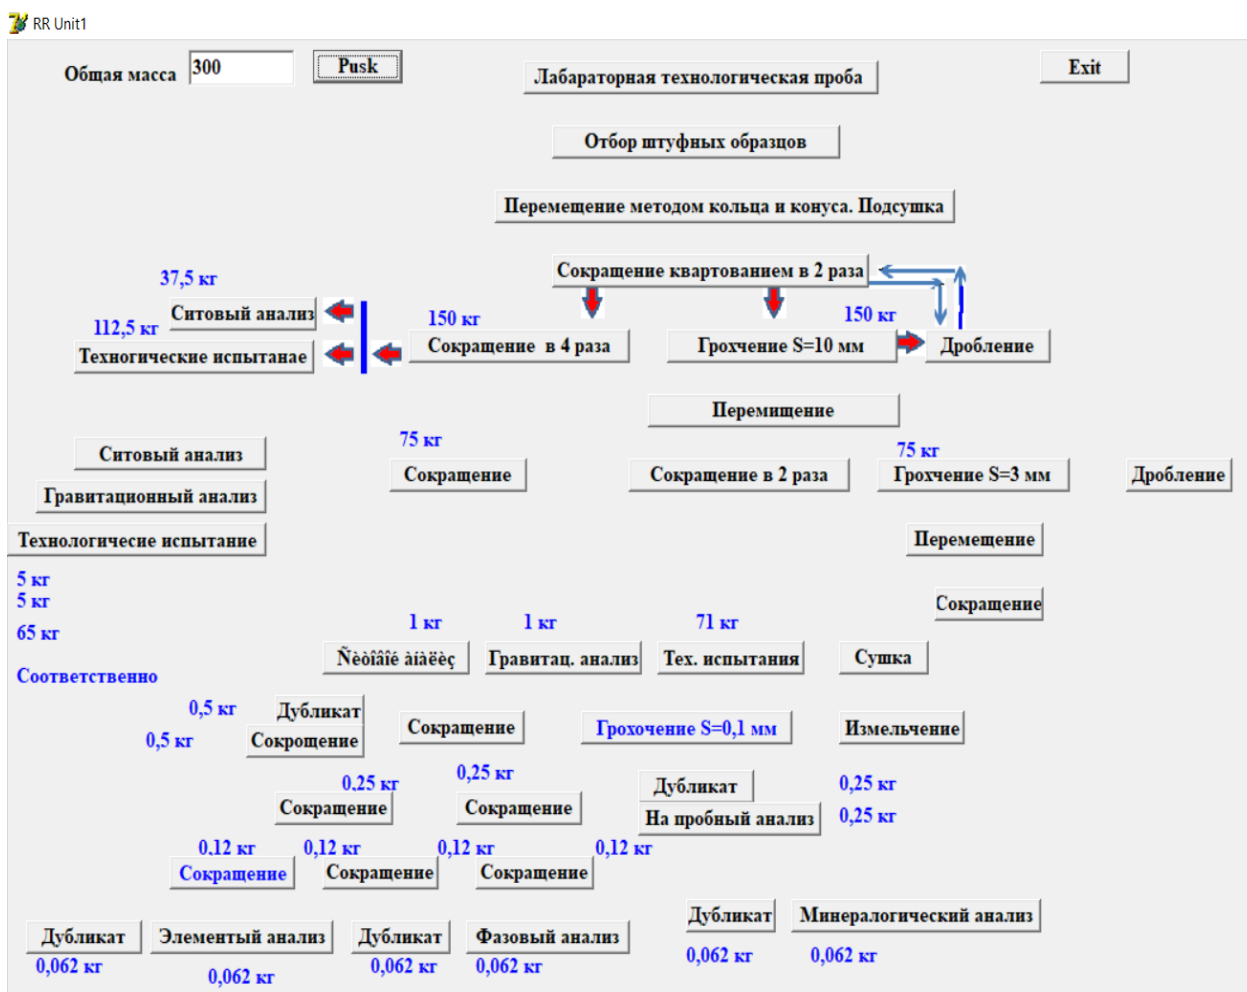 RR Unit1
Общая масса 300 Pusk Лабараторная технологическая проба Exit
Отбор штуфных образцов
Перемещение методом кольца и конуса. Подсушка
Сокращение квартованием в 2 раза
37,5 кг
Ситовый анализ
112,5 кг 150 кг 150 кг
Техногические испытанае Сокращение в 4 раза Грохчение S=10 мм Дробление
Перемищение
75 кг 75 кг
Ситовый анализ Сокращение Сокращение в 2 раза Грохчение S=3 мм Дробление
Гравитационный анализ
Технологичесие испытание Перемещение
5 кг
5 кг Сокращение
65 кг 1 кг 1 кг 71 кг
Ñèòîâîé àíàëèç Гравитац. анализ Тех. испытания Сушка
Соответственно
0,5 кг Дубликат
0,5 кг Сокрощение Сокращение Грохочение S=0,1 мм Измельчение
0,25 кг 0,25 кг Дубликат 0,25 кг
Сокращение Сокращение На пробный анализ 0,25 кг
0,12 кг 0,12 кг 0,12 кг 0,12 кг
Сокращение Сокращение Сокращение
Дубликат Минералогический анализ
Дубликат Элементый анализ Дубликат Фазовый анализ
0,062 кг 0,062 кг 0,062 кг 0,062 кг 0,062 кг 0,062 кг